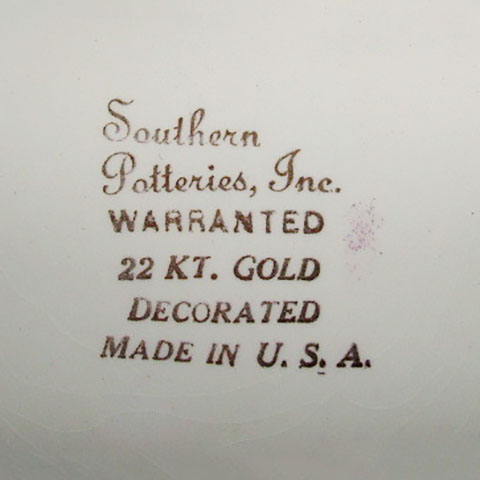 Southern
Potteries, Inc.
WARRANTED
22 KT. GOLD
DECORATED
MADE IN U. S. A.